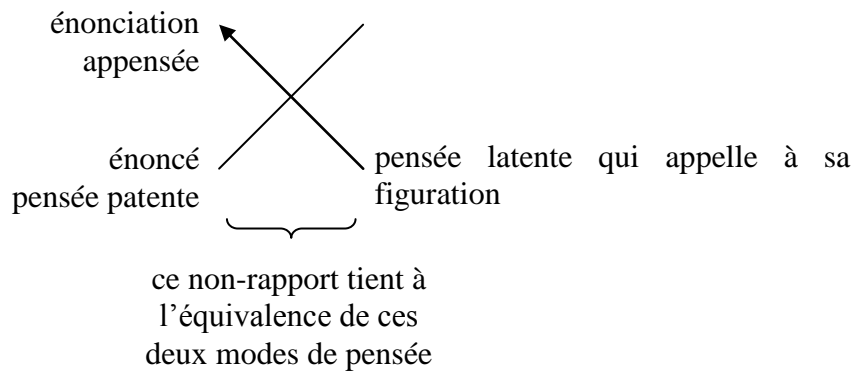 énonciation
appensée
énoncé
pensée patente
pensée latente qui appelle à sa
figuration
ce non-rapport tient à
l’équivalence de ces
deux modes de pensée